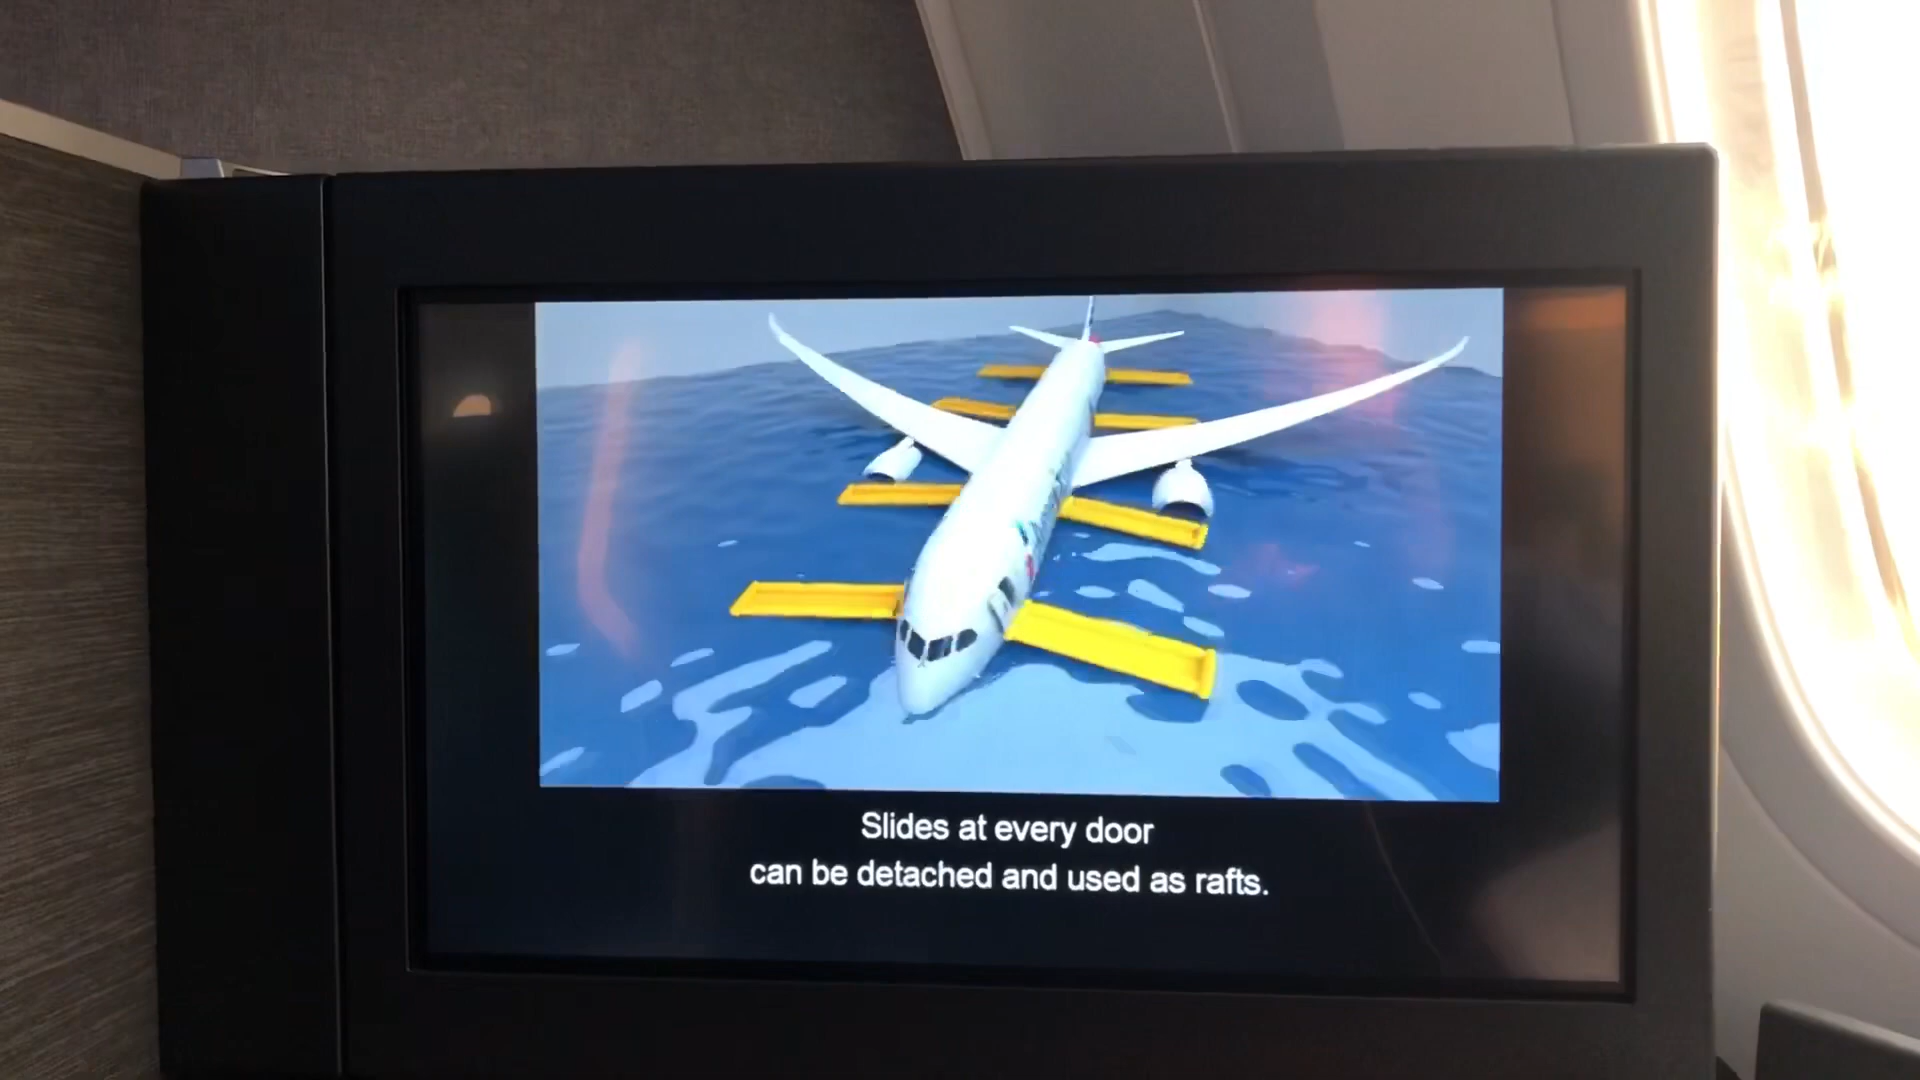 Slides at every door
can be detached and used as rafts.